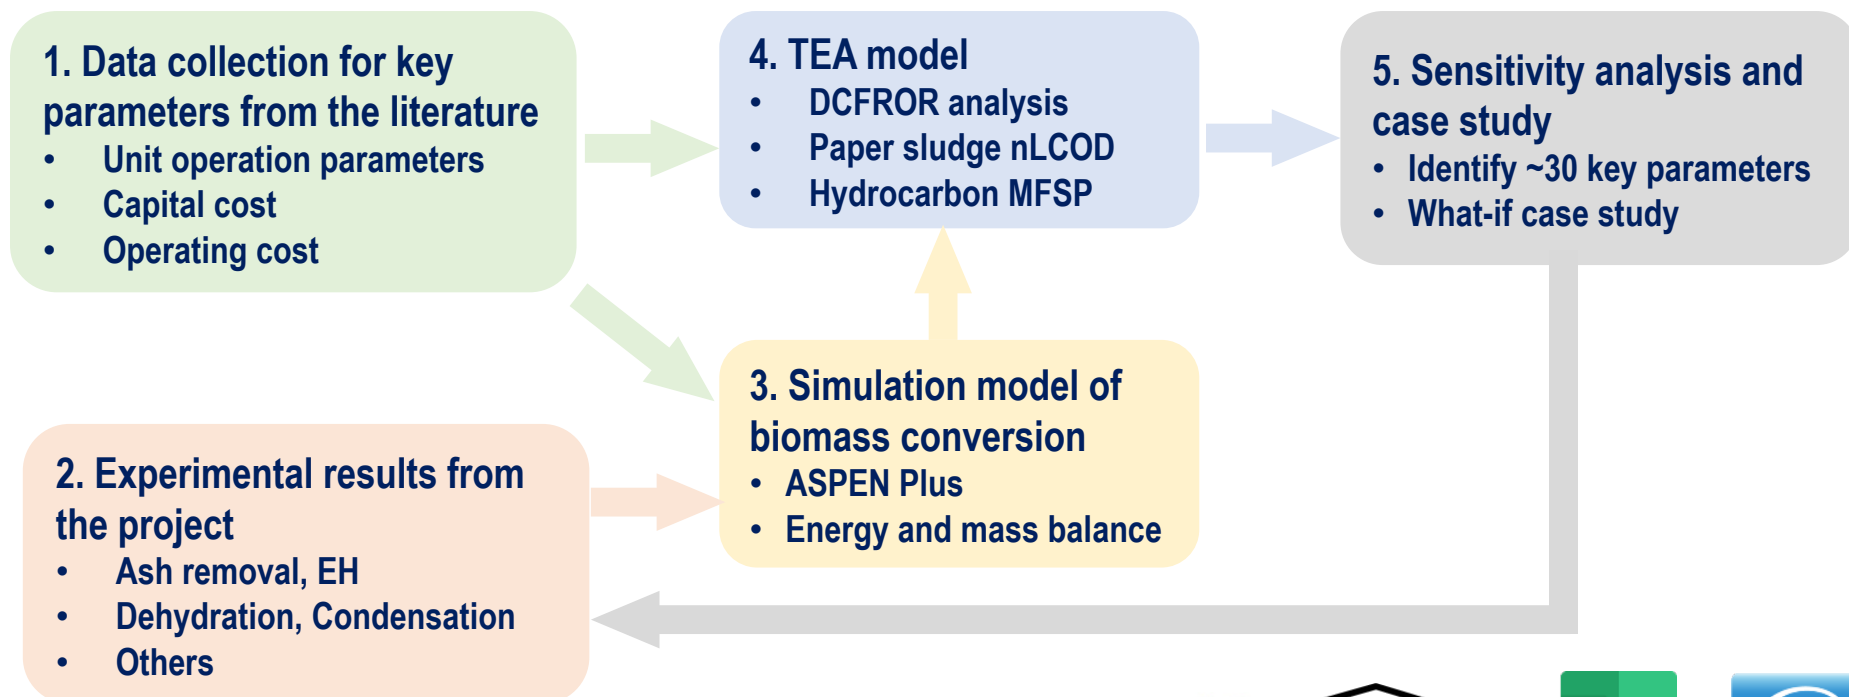 1. Data collection for key
parameters from the literature
• Unit operation parameters
• Capital cost
• Operating cost
2. Experimental results from
the project
• Ash removal, EH
• Dehydration, Condensation
• Others
3. Simulation model of
biomass conversion
• ASPEN Plus
• Energy and mass balance
4. TEA model
• DCFROR analysis
• Paper sludge nLCOD
• Hydrocarbon MFSP
5. Sensitivity analysis and
case study
• Identify ~30 key parameters
• What-if case study